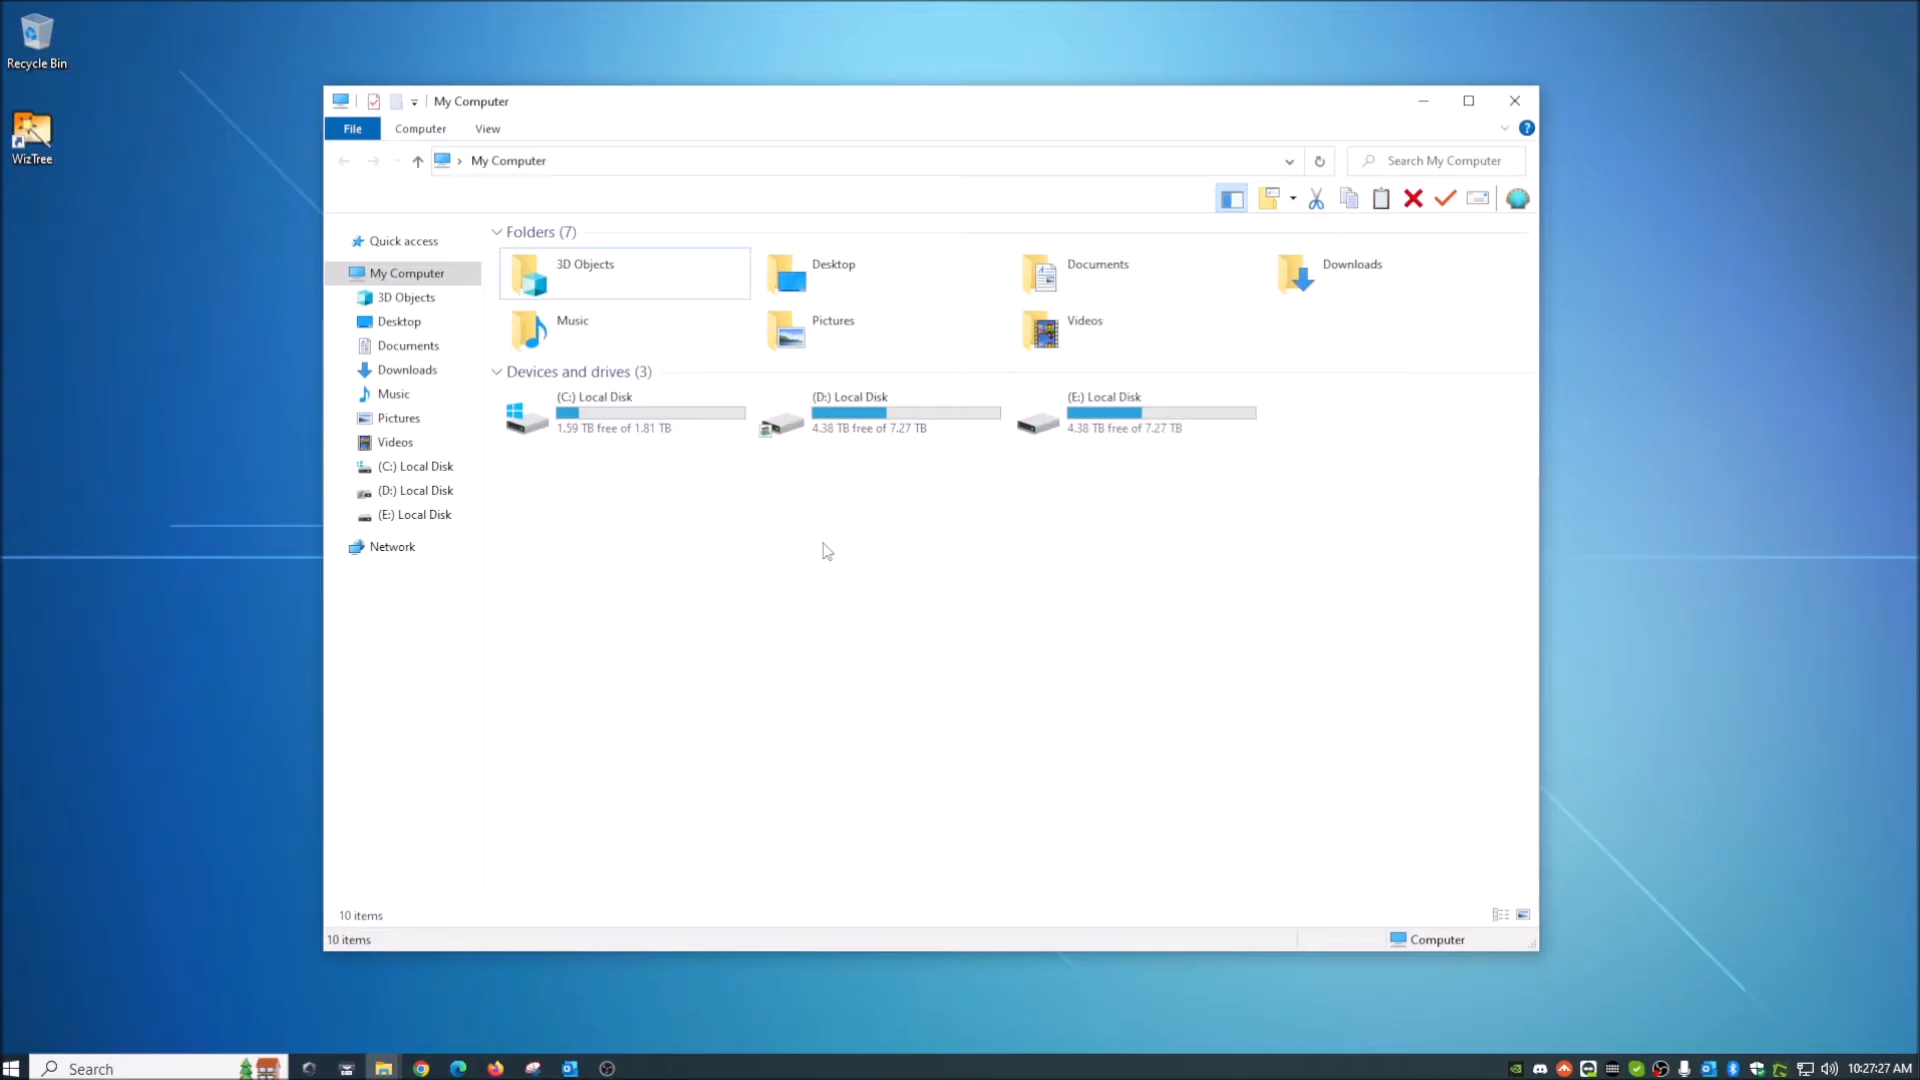 Recycle Bin
WizTree
My Computer
File
Computer
View
My Computer
Search My Computer
Quick access
My Computer
3D Objects
Desktop
Documents
Downloads
Music
Pictures
Videos
(C:) Local Disk
(D:) Local Disk
(E:) Local Disk
Network
Folders (7)
3D Objects
Desktop
Documents
Downloads
Music
Pictures
Videos
Devices and drives (3)
(C:) Local Disk
1.59 TB free of 1.81 TB
(D:) Local Disk
4.38 TB free of 7.27 TB
(E:) Local Disk
4.38 TB free of 7.27 TB
10 items
10 items
Computer
Search
10:27:27 AM